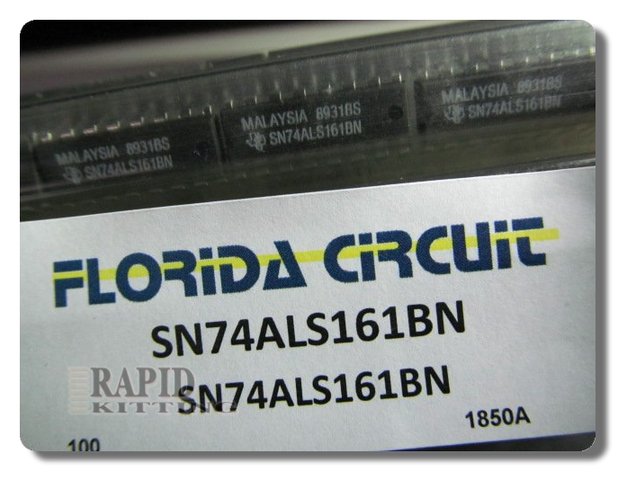 MALAYSIA 8931BS
SN74ALS161BN
MALAYSIA 8931BS
SN74ALS161BN
MALAYSIA 8931BS
SN74ALS161BN
FLORIDA CIRCUIT
SN74ALS161BN
SN74ALS161BN
RAPID
KITTING
1850A
100